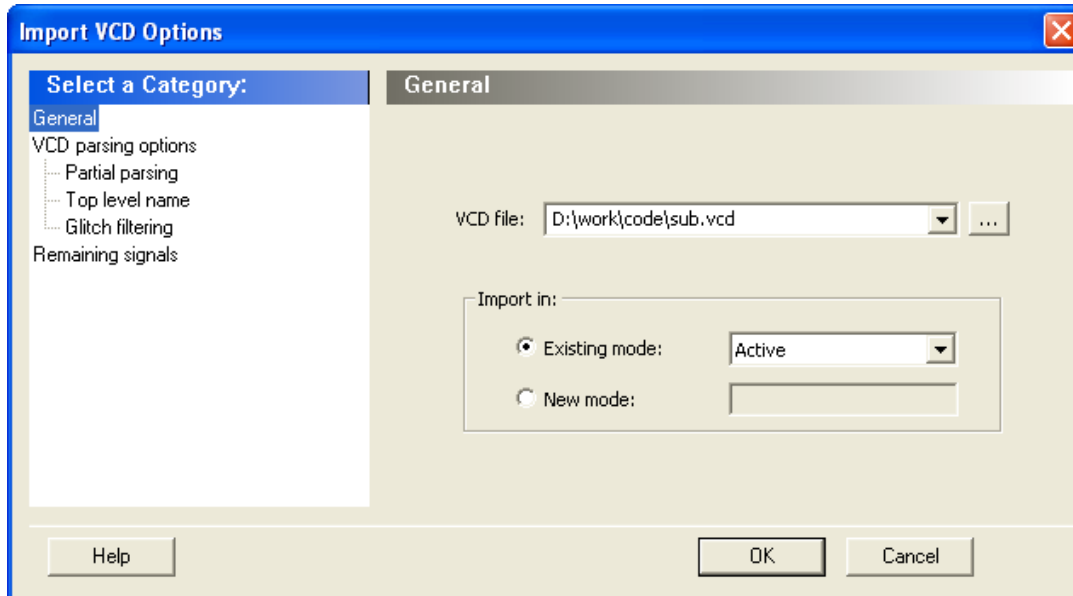 Import VCD Options
Select a Category:
General
VCD parsing options
Partial parsing
Top level name
Glitch filtering
Remaining signals
General
VCD file: D:\work\code\sub.vcd ...
Import in:
Existing mode: Active
New mode:
Help OK Cancel